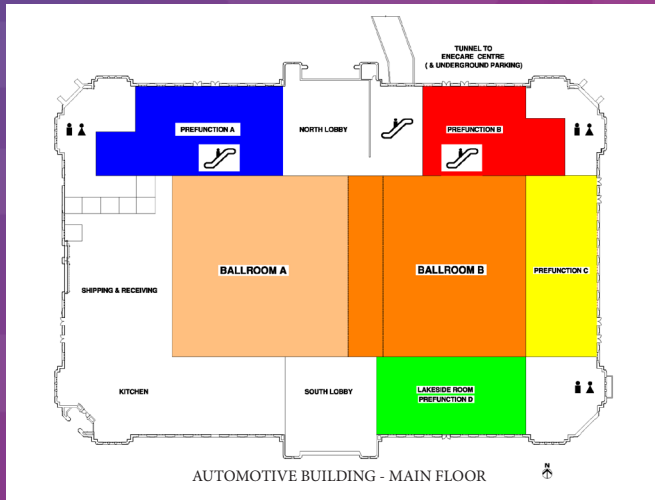 TUNNEL TO
ENECARE CENTRE
( & UNDERGROUND PARKING)
PREFUNCTION A
NORTH LOBBY
PREFUNCTION B
BALLROOM A
BALLROOM B
PREFUNCTION C
SHIPPING & RECEIVING
KITCHEN
SOUTH LOBBY
LAKESIDE ROOM
PREFUNCTION D
AUTOMOTIVE BUILDING - MAIN FLOOR
N